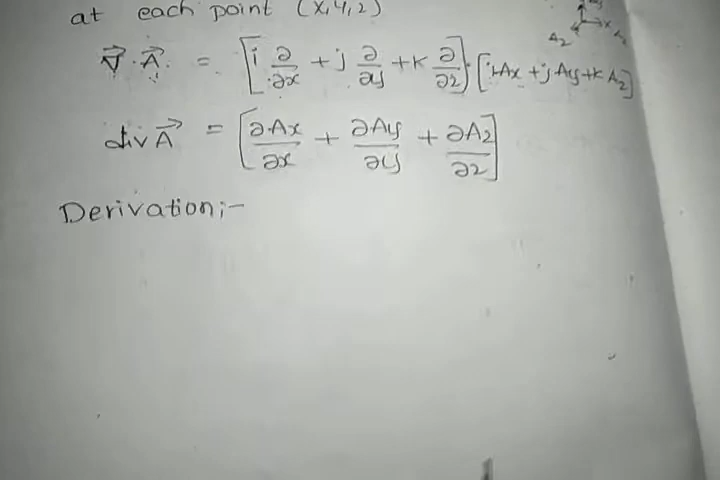 at each point (x,y,z)
∇⃗ . A⃗ . = [i ∂/∂x + j ∂/∂y + k ∂/∂z] . [iAx + jAy + kAz]
div A⃗ = [∂Ax/∂x + ∂Ay/∂y + ∂Az/∂z]
Derivation;-